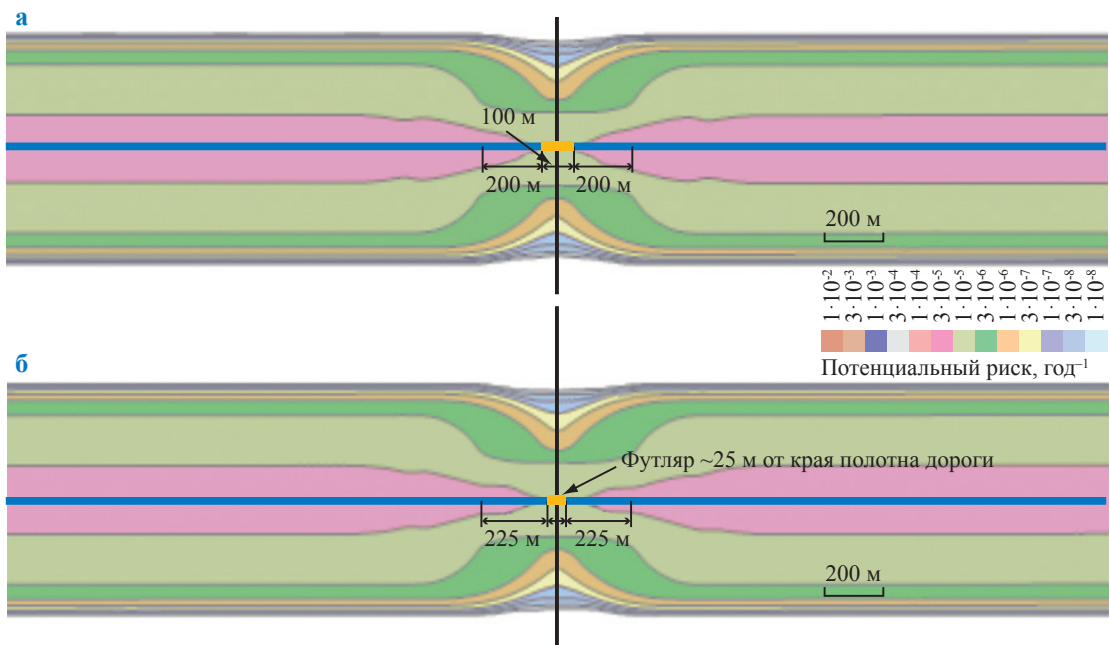 а
100 м
200 м 200 м
200 м
1·10⁻²
3·10⁻³
1·10⁻³
3·10⁻⁴
1·10⁻⁴
3·10⁻⁵
1·10⁻⁵
3·10⁻⁶
1·10⁻⁶
3·10⁻⁷
1·10⁻⁷
3·10⁻⁸
1·10⁻⁸
Потенциальный риск, год⁻¹
б
Футляр ~25 м от края полотна дороги
225 м 225 м
200 м